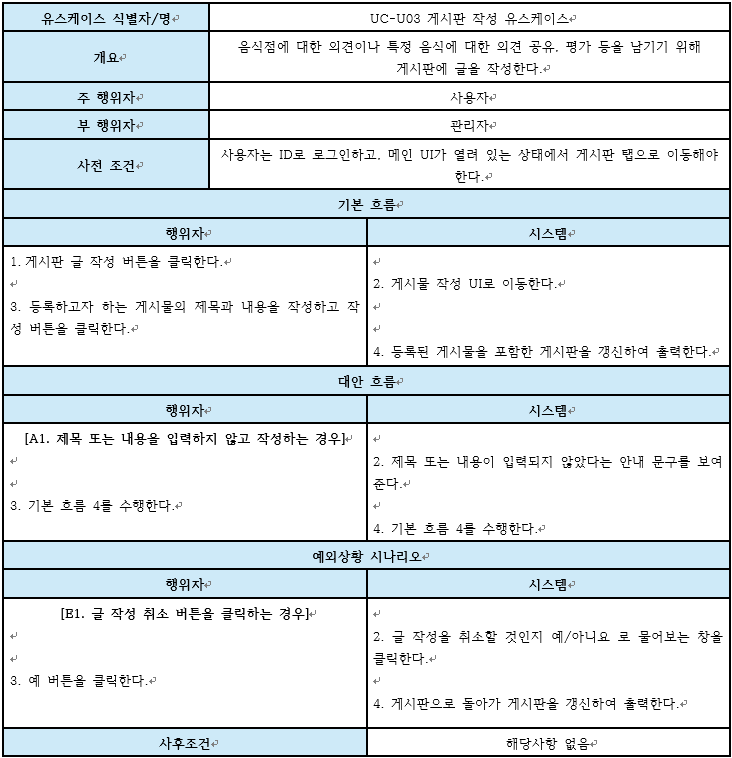 유스케이스 식별자/명
UC-U03 게시판 작성 유스케이스
개요
음식점에 대한 의견이나 특정 음식에 대한 의견 공유, 평가 등을 남기기 위해
게시판에 글을 작성한다.
주 행위자
사용자
부 행위자
관리자
사전 조건
사용자는 ID로 로그인하고, 메인 UI가 열려 있는 상태에서 게시판 탭으로 이동해야
한다.
기본 흐름
행위자
시스템
1. 게시판 글 작성 버튼을 클릭한다.
2. 게시물 작성 UI로 이동한다.
3. 등록하고자 하는 게시물의 제목과 내용을 작성하고 작
성 버튼을 클릭한다.
4. 등록된 게시물을 포함한 게시판을 갱신하여 출력한다.
대안 흐름
행위자
시스템
[A1. 제목 또는 내용을 입력하지 않고 작성하는 경우]
2. 제목 또는 내용이 입력되지 않았다는 안내 문구를 보여
준다.
3. 기본 흐름 4를 수행한다.
4. 기본 흐름 4를 수행한다.
예외상황 시나리오
행위자
시스템
[E1. 글 작성 취소 버튼을 클릭하는 경우]
2. 글 작성을 취소할 것인지 예/아니요 로 물어보는 창을
클릭한다.
3. 예 버튼을 클릭한다.
4. 게시판으로 돌아가 게시판을 갱신하여 출력한다.
사후조건
해당사항 없음